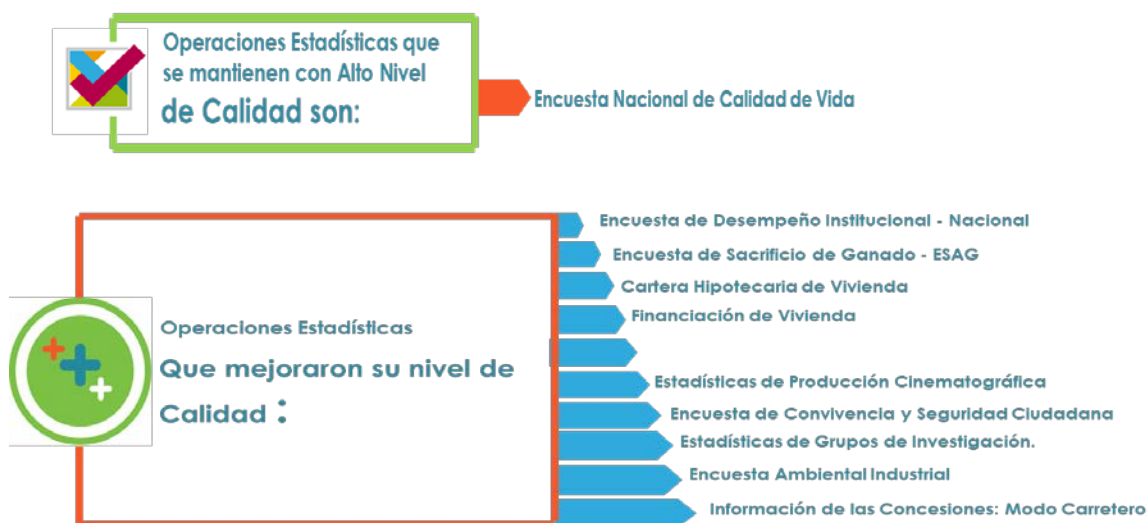 Operaciones Estadísticas que
se mantienen con Alto Nivel
de Calidad son:
Encuesta Nacional de Calidad de Vida
Operaciones Estadísticas
Que mejoraron su nivel de
Calidad :
Encuesta de Desempeño Institucional - Nacional
Encuesta de Sacrificio de Ganado - ESAG
Cartera Hipotecaria de Vivienda
Financiación de Vivienda
Estadísticas de Producción Cinematográfica
Encuesta de Convivencia y Seguridad Ciudadana
Estadísticas de Grupos de Investigación.
Encuesta Ambiental Industrial
Información de las Concesiones: Modo Carretero